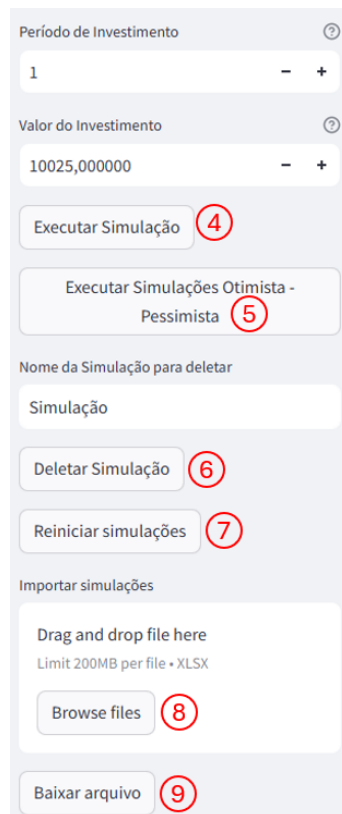 Período de Investimento
1
Valor do Investimento
10025,000000
Executar Simulação 4
Executar Simulações Otimista -
Pessimista 5
Nome da Simulação para deletar
Simulação
Deletar Simulação 6
Reiniciar simulações 7
Importar simulações
Drag and drop file here
Limit 200MB per file • XLSX
Browse files 8
Baixar arquivo 9